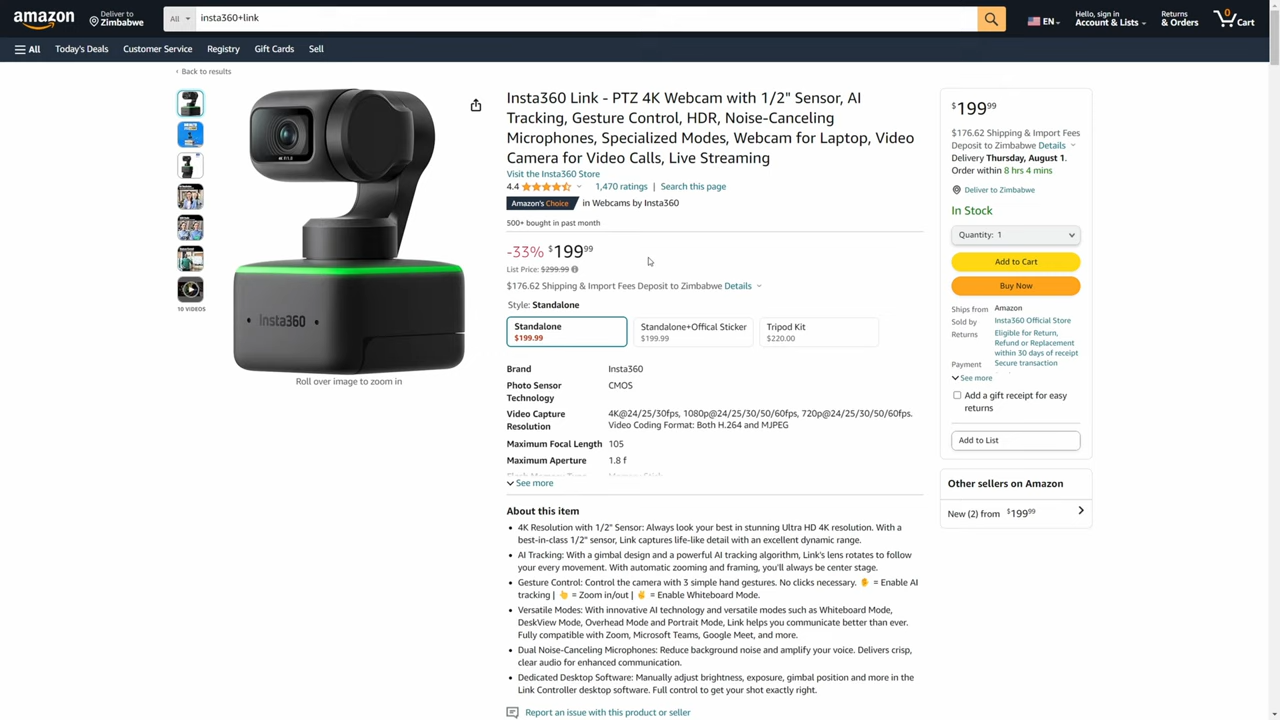 amazon
Deliver to
Zimbabwe
All
insta360+link
EN
Hello, sign in
Account & Lists
Returns
& Orders
0
Cart
All
Today's Deals
Customer Service
Registry
Gift Cards
Sell
‹ Back to results
10 VIDEOS
4K F/1.8
Insta360
Roll over image to zoom in
Insta360 Link - PTZ 4K Webcam with 1/2" Sensor, AI
Tracking, Gesture Control, HDR, Noise-Canceling
Microphones, Specialized Modes, Webcam for Laptop, Video
Camera for Video Calls, Live Streaming
Visit the Insta360 Store
4.4 1,470 ratings | Search this page
Amazon's Choice in Webcams by Insta360
500+ bought in past month
-33% $199.99
List Price: $299.99
$176.62 Shipping & Import Fees Deposit to Zimbabwe Details
Style: Standalone
Standalone
$199.99
Standalone+Offical Sticker
$199.99
Tripod Kit
$220.00
Brand Insta360
Photo Sensor CMOS
Technology
Video Capture 4K@24/25/30fps, 1080p@24/25/30/50/60fps, 720p@24/25/30/50/60fps.
Resolution Video Coding Format: Both H.264 and MJPEG
Maximum Focal Length 105
Maximum Aperture 1.8 f
See more
About this item
• 4K Resolution with 1/2" Sensor: Always look your best in stunning Ultra HD 4K resolution. With a
best-in-class 1/2" sensor, Link captures life-like detail with an excellent dynamic range.
• AI Tracking: With a gimbal design and a powerful AI tracking algorithm, Link's lens rotates to follow
your every movement. With automatic zooming and framing, you'll always be center stage.
• Gesture Control: Control the camera with 3 simple hand gestures. No clicks necessary. ✋ = Enable AI
tracking | 👆 = Zoom in/out | ✌ = Enable Whiteboard Mode.
• Versatile Modes: With innovative AI technology and versatile modes such as Whiteboard Mode,
DeskView Mode, Overhead Mode and Portrait Mode, Link helps you communicate better than ever.
Fully compatible with Zoom, Microsoft Teams, Google Meet, and more.
• Dual Noise-Canceling Microphones: Reduce background noise and amplify your voice. Delivers crisp,
clear audio for enhanced communication.
• Dedicated Desktop Software: Manually adjust brightness, exposure, gimbal position and more in the
Link Controller desktop software. Full control to get your shot exactly right.
Report an issue with this product or seller
$199.99
$176.62 Shipping & Import Fees
Deposit to Zimbabwe Details
Delivery Thursday, August 1.
Order within 8 hrs 4 mins
Deliver to Zimbabwe
In Stock
Quantity: 1
Add to Cart
Buy Now
Ships from Amazon
Sold by Insta360 Official Store
Returns Eligible for Return,
Refund or Replacement
within 30 days of receipt
Payment Secure transaction
See more
Add a gift receipt for easy
returns
Add to List
Other sellers on Amazon
New (2) from $199.99